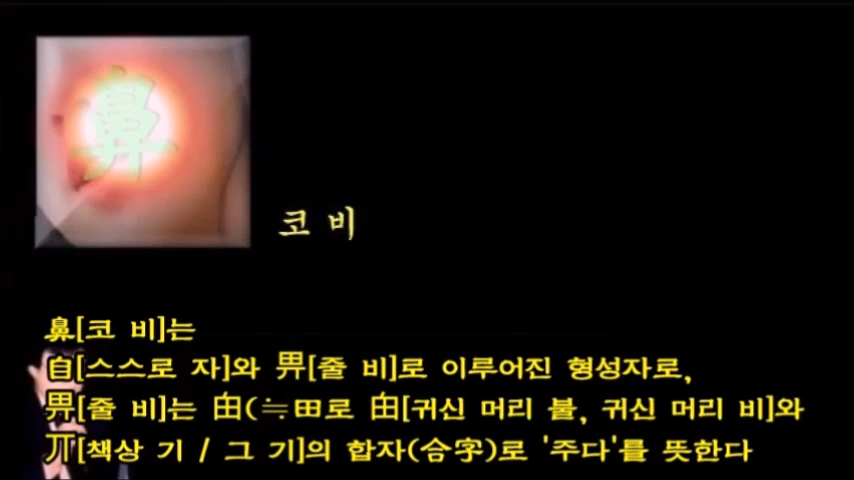 鼻
코 비
鼻[코 비]는
自[스스로 자]와 畀[줄 비]로 이루어진 형성자로,
畀[줄 비]는 甶(≒田로 甶[귀신 머리 불, 귀신 머리 비]와
丌[책상 기 / 그 기]의 합자(合字)로 '주다'를 뜻한다